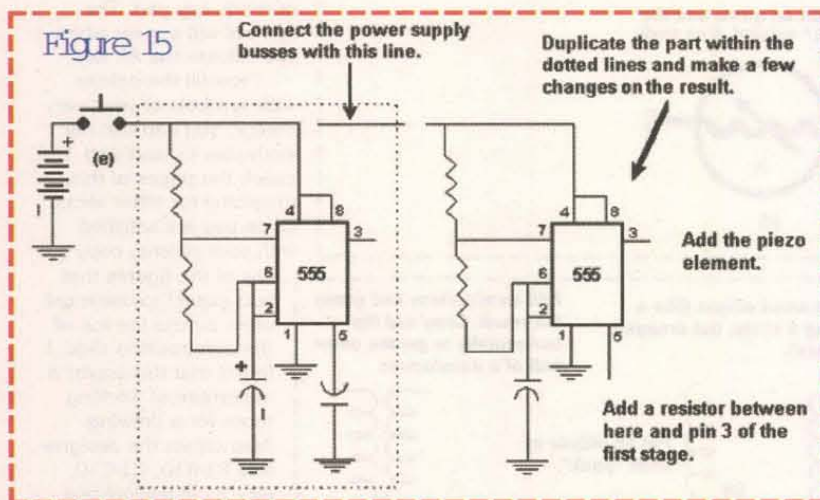 Figure 15
Connect the power supply
busses with this line.
Duplicate the part within the
dotted lines and make a few
changes on the result.
+
(e)
4
8
7
3
6
555
2
1
5
+
4
8
7
3
6
555
2
1
5
Add the piezo
element.
Add a resistor between
here and pin 3 of the
first stage.